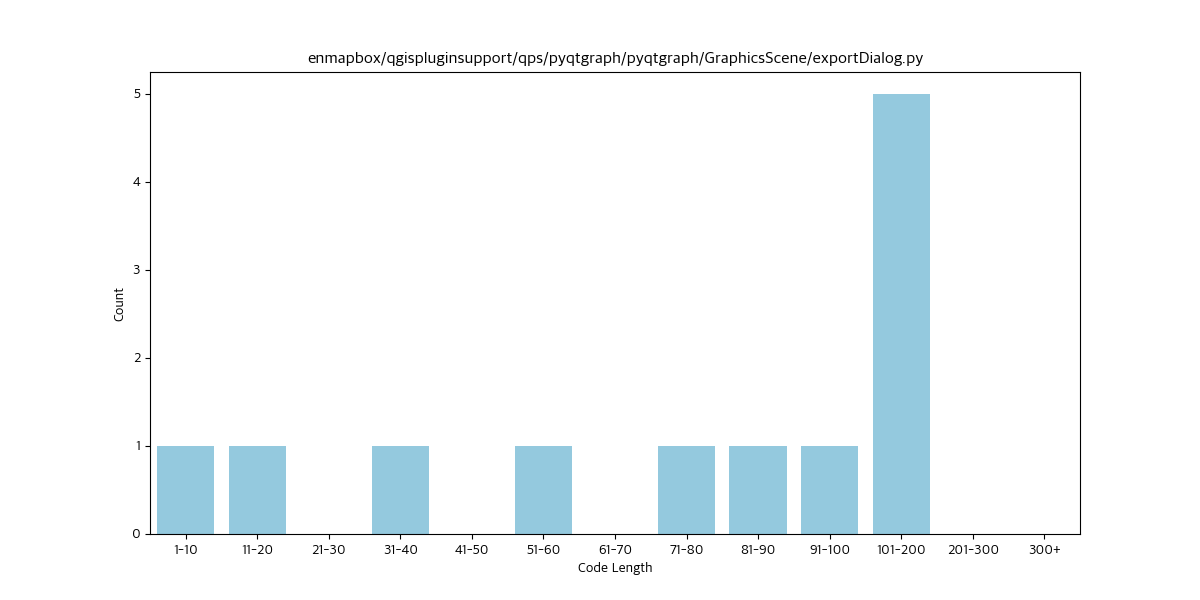 enmapbox/qgispluginsupport/qps/pyqtgraph/pyqtgraph/GraphicsScene/exportDialog.py
5
4
3
2
1
0
Count
1-10 11-20 21-30 31-40 41-50 51-60 61-70 71-80 81-90 91-100 101-200 201-300 300+
Code Length